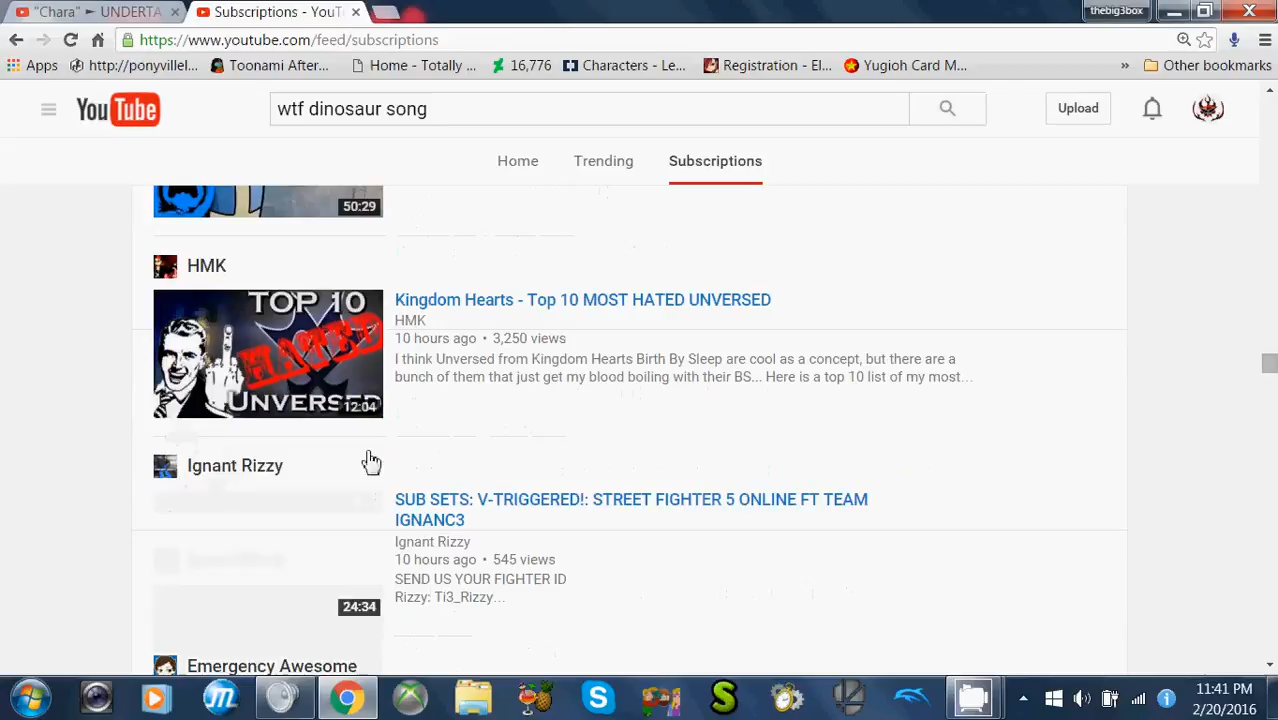 "Chara" ► UNDERTA
Subscriptions - YouT
thebig3box
https://www.youtube.com/feed/subscriptions
Apps
http://ponyvillel...
Toonami After...
Home - Totally ...
16,776
Characters - Le...
Registration - El...
Yugioh Card M...
»
Other bookmarks
YouTube
wtf dinosaur song
Upload
Home
Trending
Subscriptions
50:29
HMK
TOP 10
HATED
UNVERSED
12:04
Kingdom Hearts - Top 10 MOST HATED UNVERSED
HMK
10 hours ago • 3,250 views
I think Unversed from Kingdom Hearts Birth By Sleep are cool as a concept, but there are a
bunch of them that just get my blood boiling with their BS... Here is a top 10 list of my most...
Ignant Rizzy
SUB SETS: V-TRIGGERED!: STREET FIGHTER 5 ONLINE FT TEAM
IGNANC3
Ignant Rizzy
10 hours ago • 545 views
SEND US YOUR FIGHTER ID
Rizzy: Ti3_Rizzy...
24:34
Emergency Awesome
11:41 PM
2/20/2016